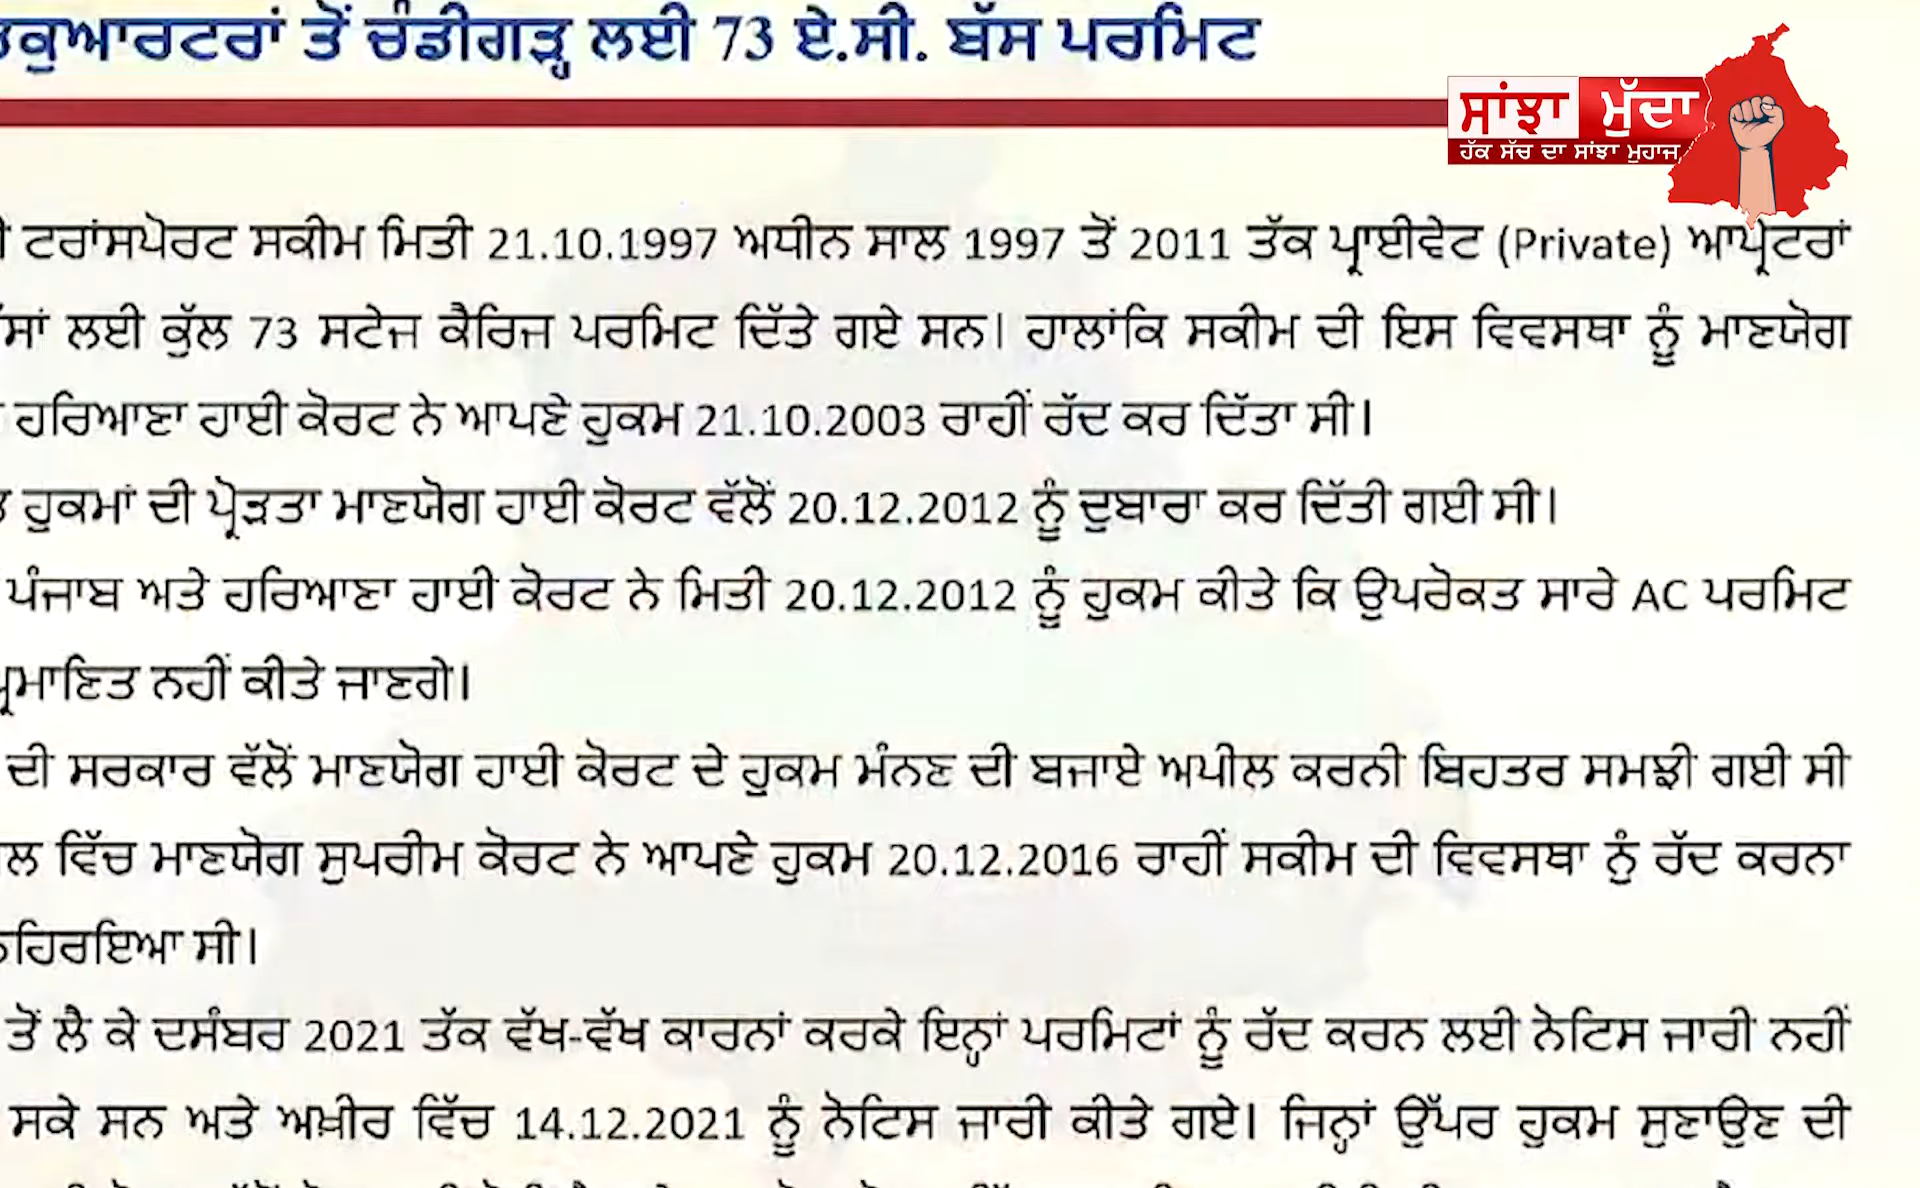 ਤੋਂ ਚੰਡੀਗੜ੍ਹ ਲਈ 73 ਏ.ਸੀ. ਬੱਸ ਪਰਮਿਟ
ਸਾਂਝਾ ਮੁੱਦਾ
ਹੱਕ ਸੱਚ ਦਾ ਸਾਂਝਾ ਮੁਹਾਜ਼
ਟਰਾਂਸਪੋਰਟ ਸਕੀਮ ਮਿਤੀ 21.10.1997 ਅਧੀਨ ਸਾਲ 1997 ਤੋਂ 2011 ਤੱਕ ਪ੍ਰਾਈਵੇਟ (Private) ਆਪ੍ਰੇਟਰਾਂ
ਲਈ ਕੁੱਲ 73 ਸਟੇਜ ਕੈਰਿਜ ਪਰਮਿਟ ਦਿੱਤੇ ਗਏ ਸਨ। ਹਾਲਾਂਕਿ ਸਕੀਮ ਦੀ ਇਸ ਵਿਵਸਥਾ ਨੂੰ ਮਾਣਯੋਗ
ਹਰਿਆਣਾ ਹਾਈ ਕੋਰਟ ਨੇ ਆਪਣੇ ਹੁਕਮ 21.10.2003 ਰਾਹੀਂ ਰੱਦ ਕਰ ਦਿੱਤਾ ਸੀ।
ਹੁਕਮਾਂ ਦੀ ਪ੍ਰੋੜਤਾ ਮਾਣਯੋਗ ਹਾਈ ਕੋਰਟ ਵੱਲੋਂ 20.12.2012 ਨੂੰ ਦੁਬਾਰਾ ਕਰ ਦਿੱਤੀ ਗਈ ਸੀ।
ਪੰਜਾਬ ਅਤੇ ਹਰਿਆਣਾ ਹਾਈ ਕੋਰਟ ਨੇ ਮਿਤੀ 20.12.2012 ਨੂੰ ਹੁਕਮ ਕੀਤੇ ਕਿ ਉਪਰੋਕਤ ਸਾਰੇ AC ਪਰਮਿਟ
ਪ੍ਰਮਾਣਿਤ ਨਹੀਂ ਕੀਤੇ ਜਾਣਗੇ।
ਦੀ ਸਰਕਾਰ ਵੱਲੋਂ ਮਾਣਯੋਗ ਹਾਈ ਕੋਰਟ ਦੇ ਹੁਕਮ ਮੰਨਣ ਦੀ ਬਜਾਏ ਅਪੀਲ ਕਰਨੀ ਬਿਹਤਰ ਸਮਝੀ ਗਈ ਸੀ
ਵਿੱਚ ਮਾਣਯੋਗ ਸੁਪਰੀਮ ਕੋਰਟ ਨੇ ਆਪਣੇ ਹੁਕਮ 20.12.2016 ਰਾਹੀਂ ਸਕੀਮ ਦੀ ਵਿਵਸਥਾ ਨੂੰ ਰੱਦ ਕਰਨਾ
ਸੀ।
ਤੋਂ ਲੈ ਕੇ ਦਸੰਬਰ 2021 ਤੱਕ ਵੱਖ-ਵੱਖ ਕਾਰਨਾਂ ਕਰਕੇ ਇਨ੍ਹਾਂ ਪਰਮਿਟਾਂ ਨੂੰ ਰੱਦ ਕਰਨ ਲਈ ਨੋਟਿਸ ਜਾਰੀ ਨਹੀਂ
ਸਕੇ ਸਨ ਅਤੇ ਅਖ਼ੀਰ ਵਿੱਚ 14.12.2021 ਨੂੰ ਨੋਟਿਸ ਜਾਰੀ ਕੀਤੇ ਗਏ। ਜਿਨ੍ਹਾਂ ਉੱਪਰ ਹੁਕਮ ਸੁਣਾਉਣ ਦੀ